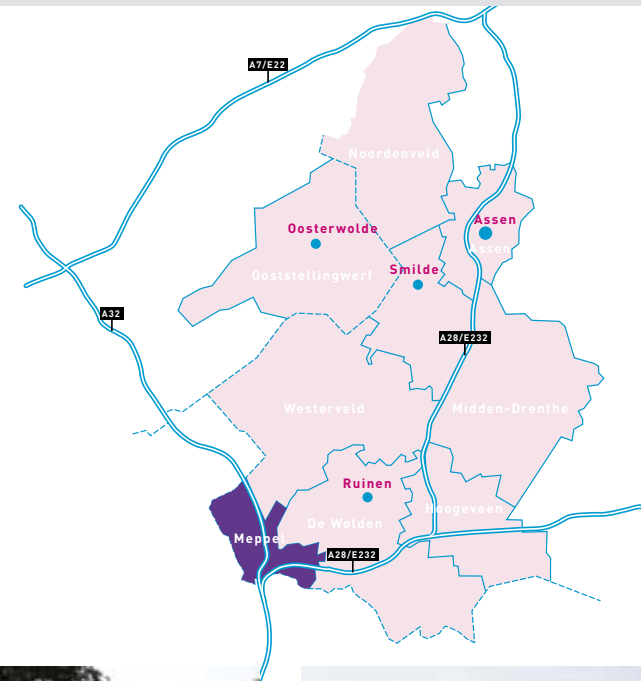 A7/E22
Noordenveld
Assen
Oosterwolde
Assen
Smilde
Ooststellingwerf
A32
A28/E232
Westerveld
Midden-Drenthe
Ruinen
Hoogeveen
De Wolden
Meppel
A28/E232